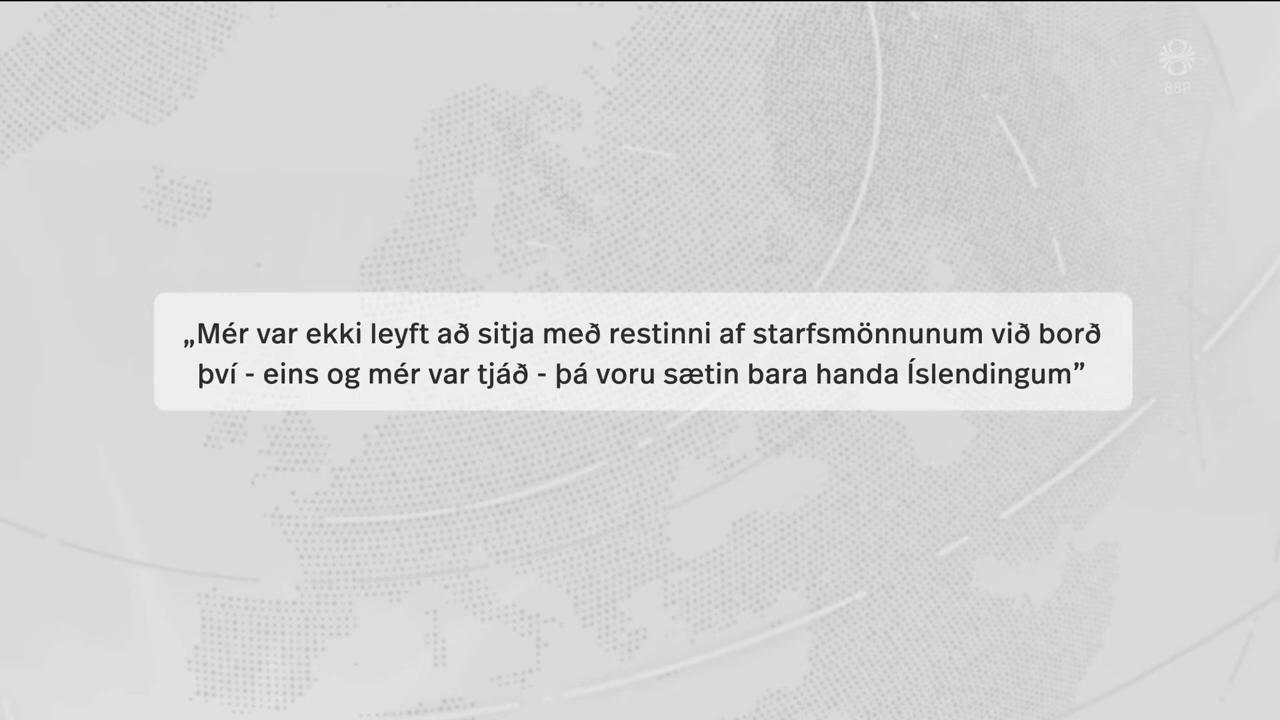 „Mér var ekki leyft að sitja með restinni af starfsmönnunum við borð
því - eins og mér var tjáð - þá voru sætin bara handa Íslendingum”
888